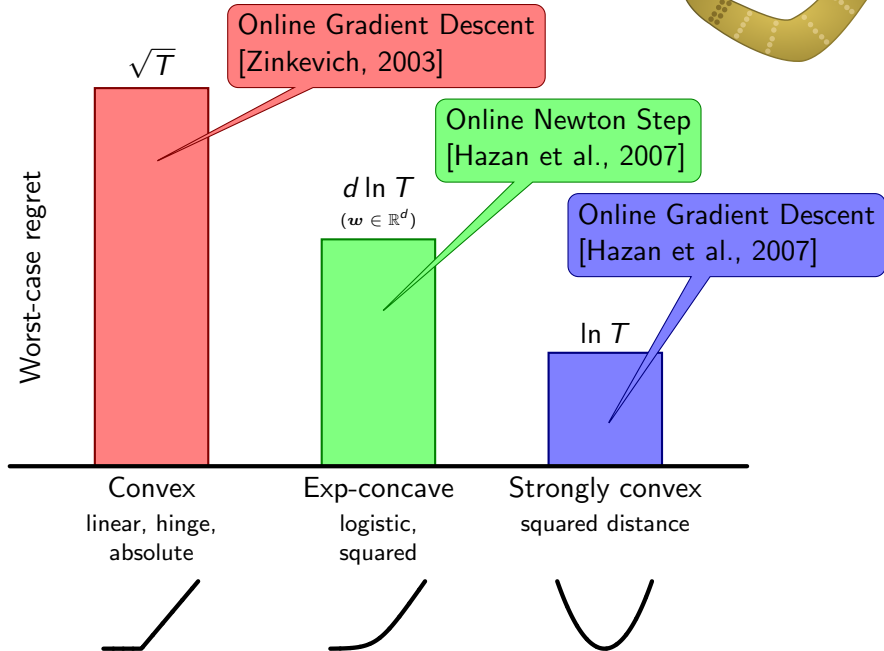 Online Gradient Descent
[Zinkevich, 2003]
√T
Online Newton Step
[Hazan et al., 2007]
d ln T
(w ∈ ℝᵈ)
Online Gradient Descent
[Hazan et al., 2007]
ln T
Worst-case regret
Convex
linear, hinge,
absolute
Exp-concave
logistic,
squared
Strongly convex
squared distance